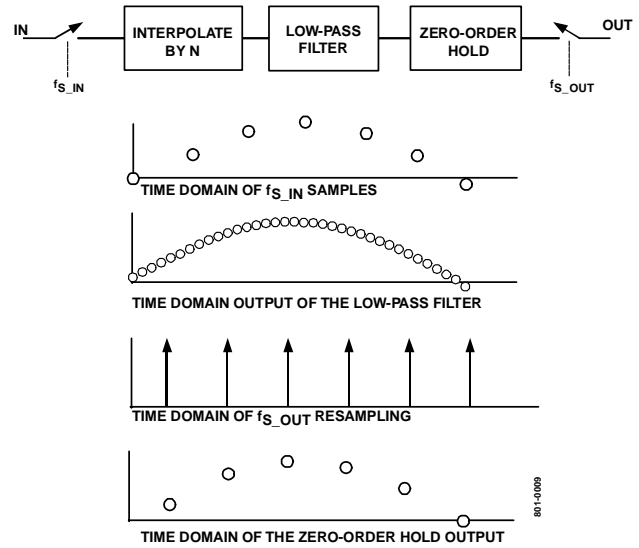 IN
INTERPOLATE
BY N
LOW-PASS
FILTER
ZERO-ORDER
HOLD
OUT
fS_IN
fS_OUT
TIME DOMAIN OF fS_IN SAMPLES
TIME DOMAIN OUTPUT OF THE LOW-PASS FILTER
TIME DOMAIN OF fS_OUT RESAMPLING
TIME DOMAIN OF THE ZERO-ORDER HOLD OUTPUT
801-0009